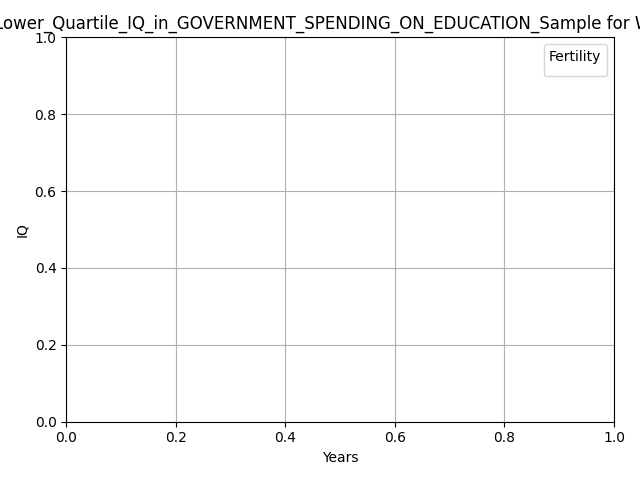 Lower_Quartile_IQ_in_GOVERNMENT_SPENDING_ON_EDUCATION_Sample for
Fertility
1.0
0.8
0.6
0.4
0.2
0.0
IQ
0.0 0.2 0.4 0.6 0.8 1.0
Years